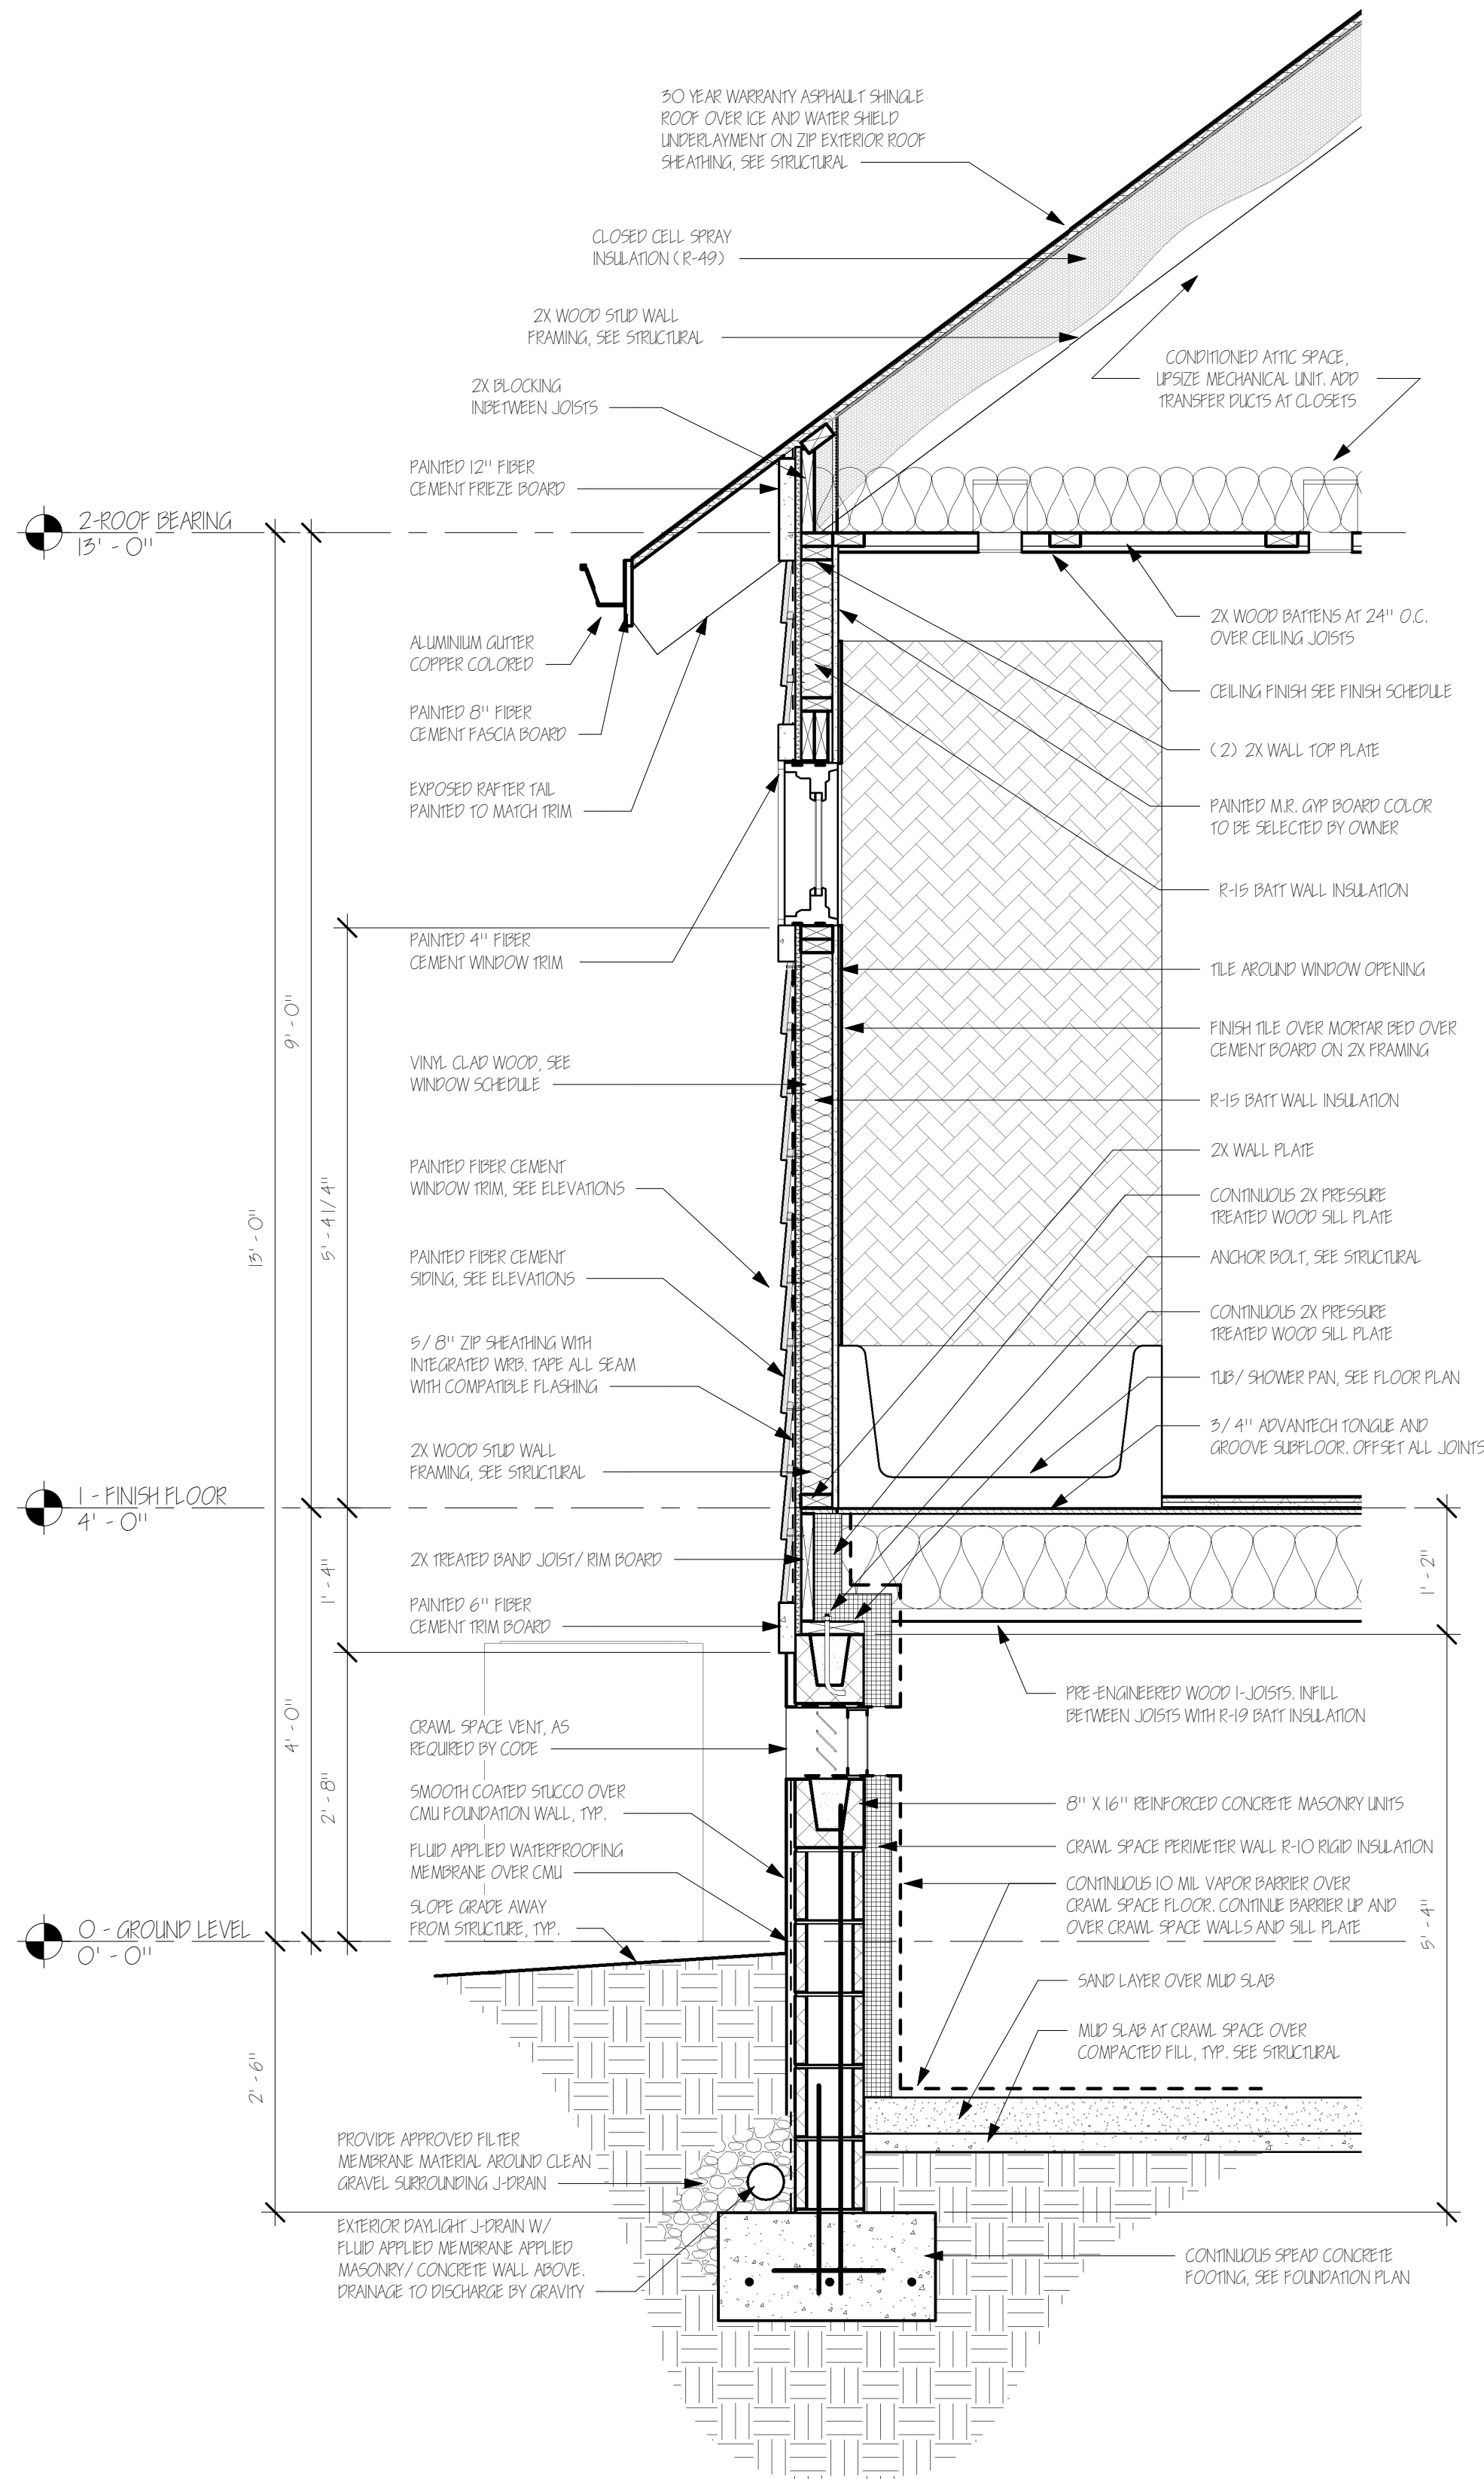 30 YEAR WARRANTY ASPHAULT SHINGLE
ROOF OVER ICE AND WATER SHIELD
UNDERLAYMENT ON ZIP EXTERIOR ROOF
SHEATHING, SEE STRUCTURAL
CLOSED CELL SPRAY
INSULATION (R-49)
2X WOOD STUD WALL
FRAMING, SEE STRUCTURAL
2X BLOCKING
INBETWEEN JOISTS
PAINTED 12" FIBER
CEMENT FRIEZE BOARD
CONDITIONED ATTIC SPACE,
UPSIZE MECHANICAL UNIT. ADD
TRANSFER DUCTS AT CLOSETS
2-ROOF BEARING
13' - 0"
ALUMINIUM GUTTER
COPPER COLORED
PAINTED 8" FIBER
CEMENT FASCIA BOARD
EXPOSED RAFTER TAIL
PAINTED TO MATCH TRIM
PAINTED 4" FIBER
CEMENT WINDOW TRIM
VINYL CLAD WOOD, SEE
WINDOW SCHEDULE
PAINTED FIBER CEMENT
WINDOW TRIM, SEE ELEVATIONS
PAINTED FIBER CEMENT
SIDING, SEE ELEVATIONS
5/8" ZIP SHEATHING WITH
INTEGRATED WRB. TAPE ALL SEAM
WITH COMPATIBLE FLASHING
2X WOOD STUD WALL
FRAMING, SEE STRUCTURAL
2X WOOD BATTENS AT 24" O.C.
OVER CEILING JOISTS
CEILING FINISH SEE FINISH SCHEDULE
(2) 2X WALL TOP PLATE
PAINTED M.R. GYP BOARD COLOR
TO BE SELECTED BY OWNER
R-15 BATT WALL INSULATION
TILE AROUND WINDOW OPENING
FINISH TILE OVER MORTAR BED OVER
CEMENT BOARD ON 2X FRAMING
R-15 BATT WALL INSULATION
2X WALL PLATE
CONTINUOUS 2X PRESSURE
TREATED WOOD SILL PLATE
ANCHOR BOLT, SEE STRUCTURAL
CONTINUOUS 2X PRESSURE
TREATED WOOD SILL PLATE
TUB/ SHOWER PAN, SEE FLOOR PLAN
3/4" ADVANTECH TONGUE AND
GROOVE SUBFLOOR. OFFSET ALL JOINTS
13' - 0"
9' - 0"
5' - 4 1/4"
1 - FINISH FLOOR
4' - 0"
2X TREATED BAND JOIST/ RIM BOARD
PAINTED 6" FIBER
CEMENT TRIM BOARD
CRAWL SPACE VENT, AS
REQUIRED BY CODE
SMOOTH COATED STUCCO OVER
CMU FOUNDATION WALL, TYP.
FLUID APPLIED WATERFROOFING
MEMBRANE OVER CMU
SLOPE GRADE AWAY
FROM STRUCTURE, TYP.
1' - 4"
4' - 0"
2' - 8"
1' - 2"
PRE-ENGINEERED WOOD I-JOISTS. INFILL
BETWEEN JOISTS WITH R-19 BATT INSULATION
8" X 16" REINFORCED CONCRETE MASONRY UNITS
CRAWL SPACE PERIMETER WALL R-10 RIGID INSULATION
CONTINUOUS 10 MIL VAPOR BARRIER OVER
CRAWL SPACE FLOOR. CONTINUE BARRIER UP AND
OVER CRAWL SPACE WALLS AND SILL PLATE
SAND LAYER OVER MUD SLAB
MUD SLAB AT CRAWL SPACE OVER
COMPACTED FILL, TYP. SEE STRUCTURAL
5' - 4"
0 - GROUND LEVEL
0' - 0"
2' - 6"
PROVIDE APPROVED FILTER
MEMBRANE MATERIAL AROUND CLEAN
GRAVEL SURROUNDING J-DRAIN
EXTERIOR DAYLIGHT J-DRAIN W/
FLUID APPLIED MEMBRANE APPLIED
MASONRY/ CONCRETE WALL ABOVE.
DRAINAGE TO DISCHARGE BY GRAVITY
CONTINUOUS SPEAD CONCRETE
FOOTING, SEE FOUNDATION PLAN